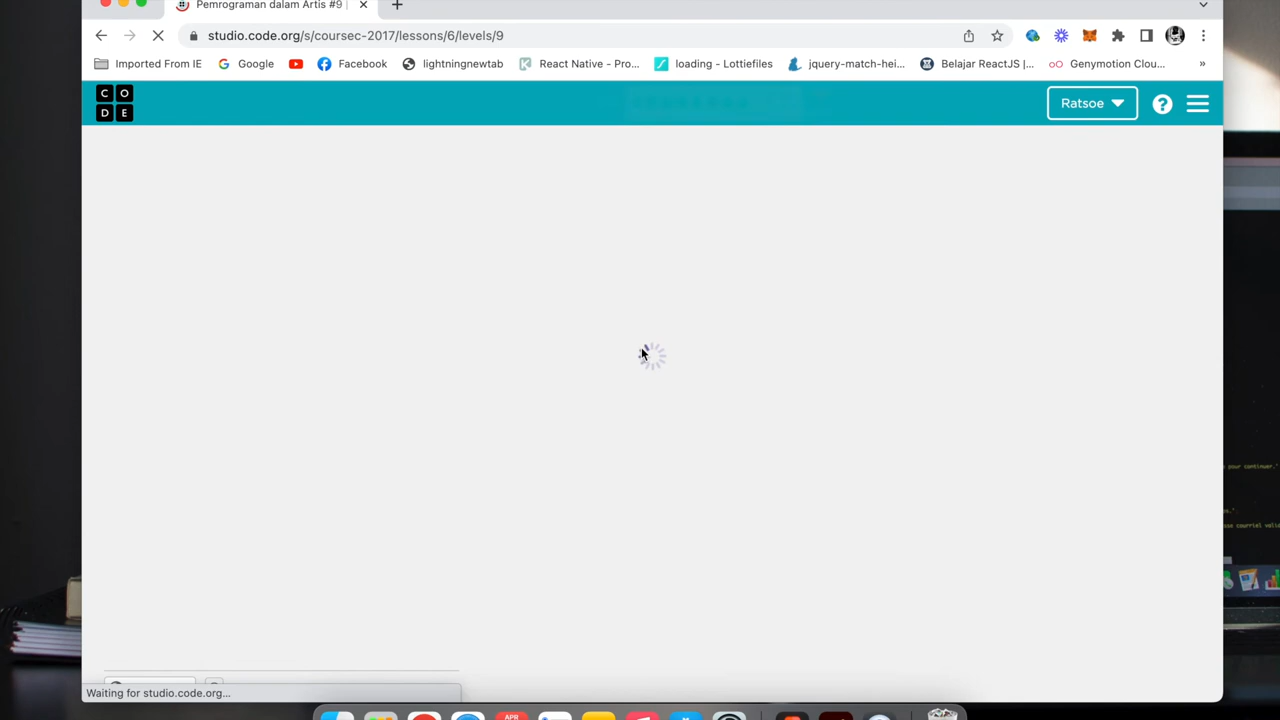 Pemrograman dalam Artis #9 |
studio.code.org/s/coursec-2017/lessons/6/levels/9
Imported From IE Google Facebook lightningnewtab React Native - Pro... loading - Lottiefiles jquery-match-hei... Belajar ReactJS |... Genymotion Clou... »
C O
D E
Ratsoe ?
Waiting for studio.code.org...
APR